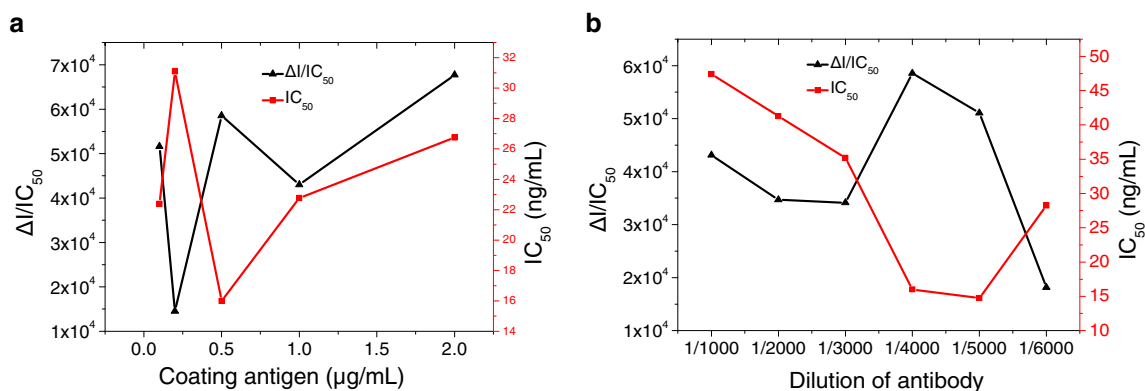 a
ΔI/IC50
7x10^4
6x10^4
5x10^4
4x10^4
3x10^4
2x10^4
1x10^4
ΔI/IC50
IC50
32
30
28
26
24
22
20
18
16
14
IC50 (ng/mL)
0.0 0.5 1.0 1.5 2.0
Coating antigen (μg/mL)
b
ΔI/IC50
6x10^4
5x10^4
4x10^4
3x10^4
2x10^4
1x10^4
ΔI/IC50
IC50
50
45
40
35
30
25
20
15
10
IC50 (ng/mL)
1/1000 1/2000 1/3000 1/4000 1/5000 1/6000
Dilution of antibody